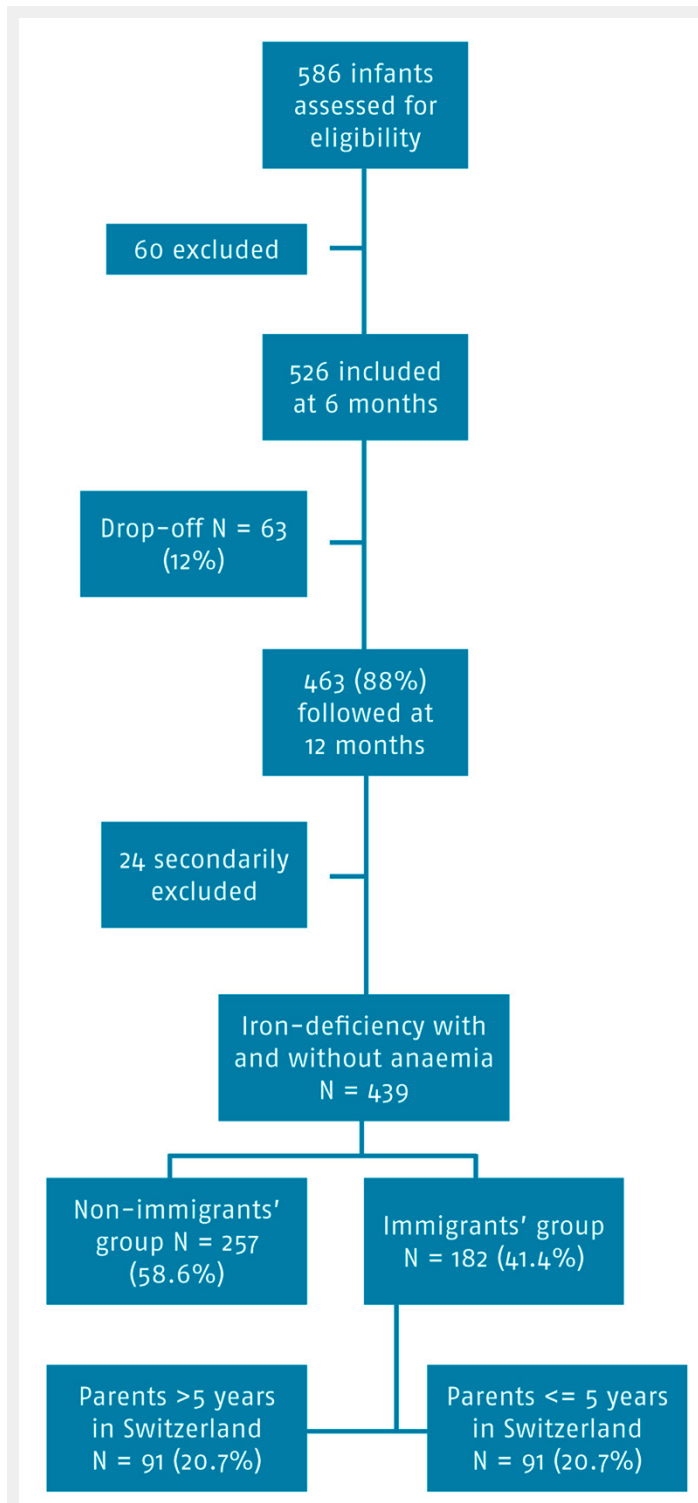 586 infants
assessed for
eligibility
60 excluded
526 included
at 6 months
Drop-off N = 63
(12%)
463 (88%)
followed at
12 months
24 secondarily
excluded
Iron-deficiency with
and without anaemia
N = 439
Non-immigrants'
group N = 257
(58.6%)
Immigrants' group
N = 182 (41.4%)
Parents >5 years
in Switzerland
N = 91 (20.7%)
Parents <= 5 years
in Switzerland
N = 91 (20.7%)